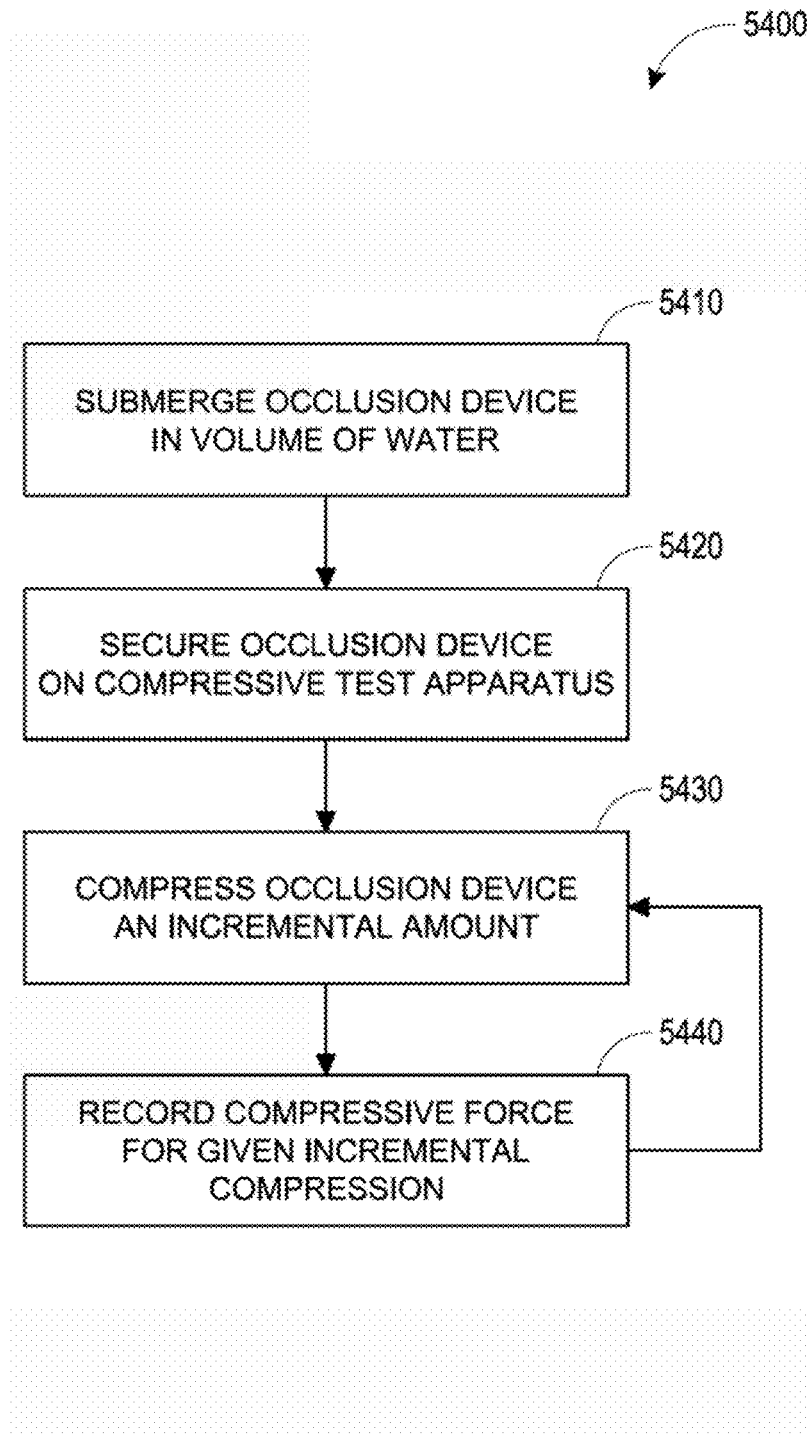 5400
5410
SUBMERGE OCCLUSION DEVICE
IN VOLUME OF WATER
5420
SECURE OCCLUSION DEVICE
ON COMPRESSIVE TEST APPARATUS
5430
COMPRESS OCCLUSION DEVICE
AN INCREMENTAL AMOUNT
5440
RECORD COMPRESSIVE FORCE
FOR GIVEN INCREMENTAL
COMPRESSION